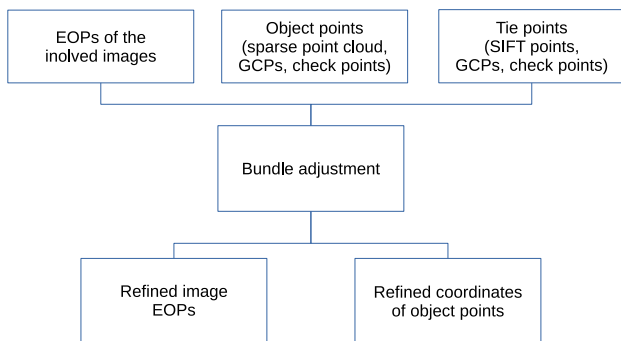 EOPs of the
inolved images
Object points
(sparse point cloud,
GCPs, check points)
Tie points
(SIFT points,
GCPs, check points)
Bundle adjustment
Refined image
EOPs
Refined coordinates
of object points